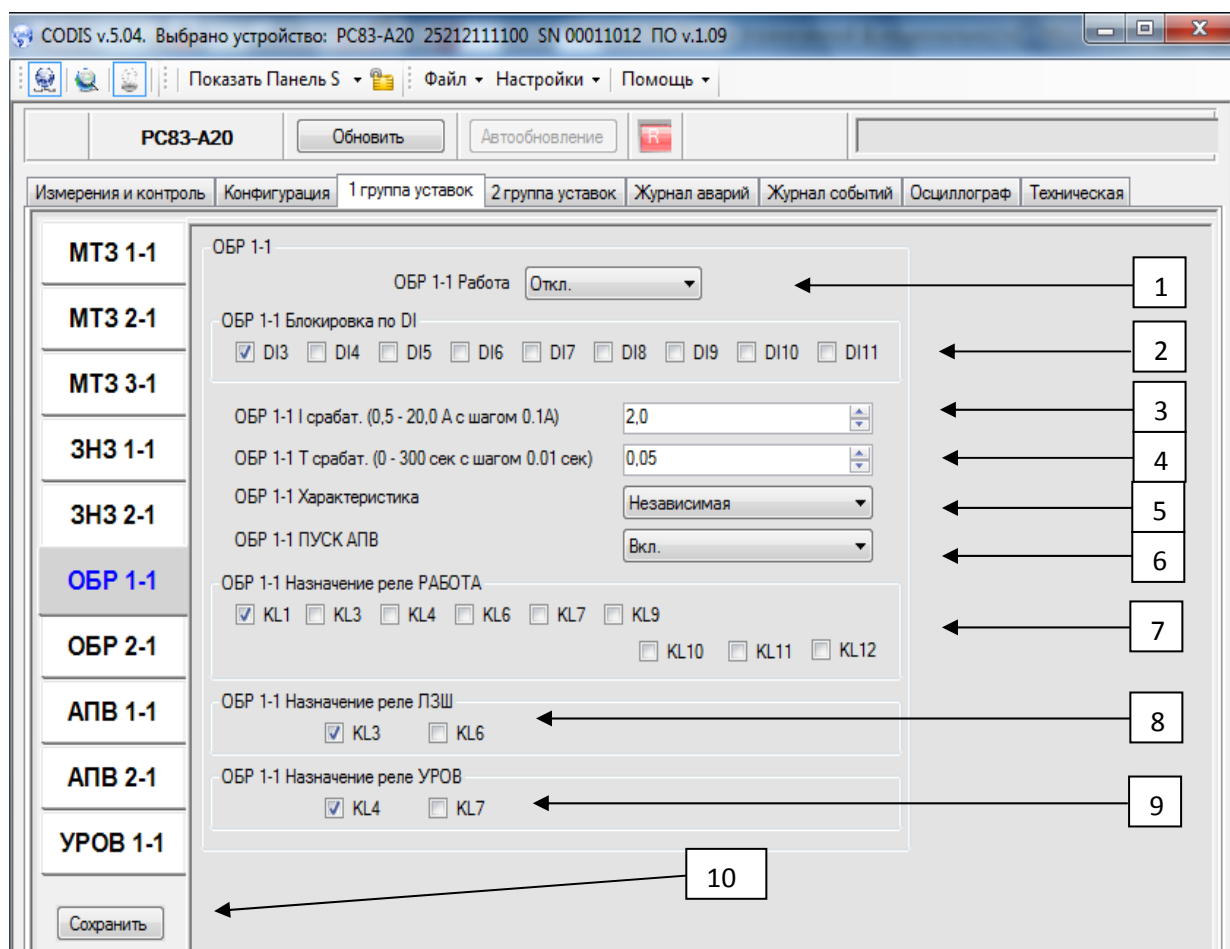 CODIS v.5.04. Выбрано устройство: РС83-А20 25212111100 SN 00011012 ПО v.1.09
Показать Панель S Файл Настройки Помощь
РС83-А20 Обновить Автообновление R
Измерения и контроль Конфигурация 1 группа уставок 2 группа уставок Журнал аварий Журнал событий Осциллограф Техническая
МТЗ 1-1
МТЗ 2-1
МТЗ 3-1
ЗНЗ 1-1
ЗНЗ 2-1
ОБР 1-1
ОБР 2-1
АПВ 1-1
АПВ 2-1
УРОВ 1-1
Сохранить
ОБР 1-1
ОБР 1-1 Работа Откл. 1
ОБР 1-1 Блокировка по DI
DI3 DI4 DI5 DI6 DI7 DI8 DI9 DI10 DI11 2
ОБР 1-1 I срабат. (0,5 - 20,0 А с шагом 0.1А) 2,0 3
ОБР 1-1 Т срабат. (0 - 300 сек с шагом 0.01 сек) 0,05 4
ОБР 1-1 Характеристика Независимая 5
ОБР 1-1 ПУСК АПВ Вкл. 6
ОБР 1-1 Назначение реле РАБОТА
KL1 KL3 KL4 KL6 KL7 KL9 7
KL10 KL11 KL12
ОБР 1-1 Назначение реле ЛЗШ
KL3 KL6 8
ОБР 1-1 Назначение реле УРОВ
KL4 KL7 9
10